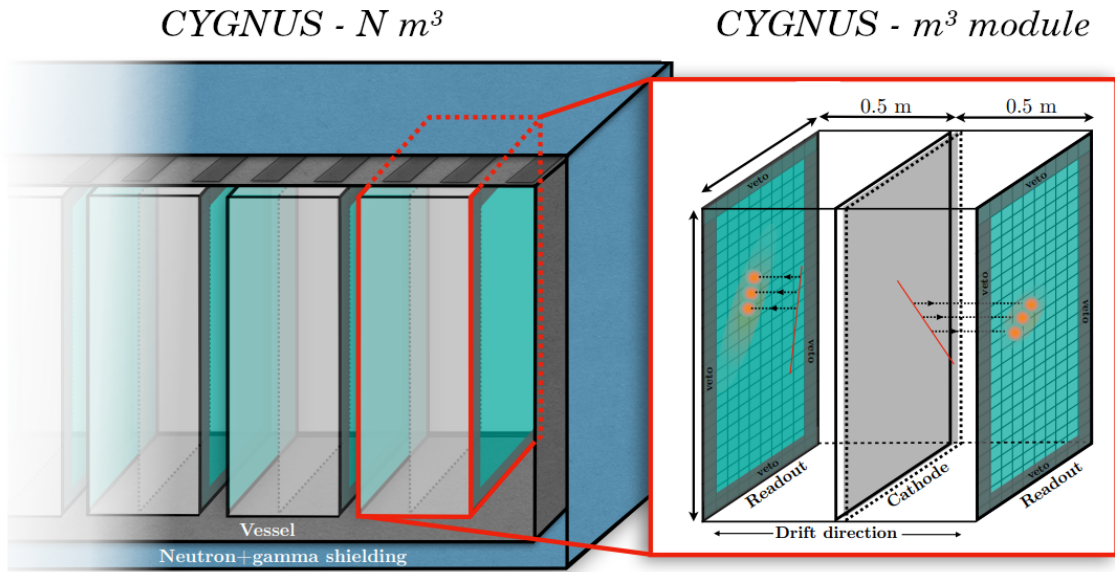 CYGNUS - N m³
CYGNUS - m³ module
0.5 m
0.5 m
veto
veto
veto
veto
veto
veto
veto
veto
Readout
Cathode
Readout
Drift direction
Vessel
Neutron+gamma shielding